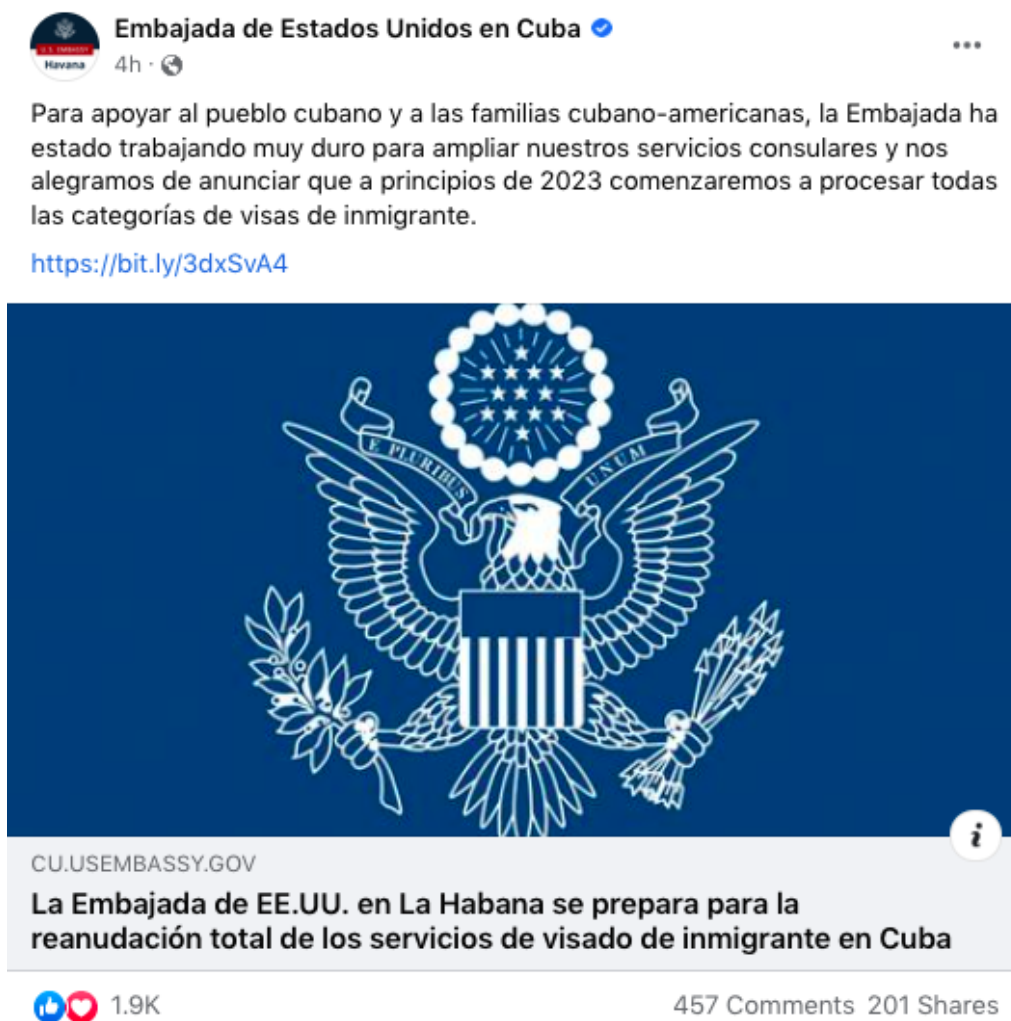 Embajada de Estados Unidos en Cuba
U.S. EMBASSY
Havana
4h ·
Para apoyar al pueblo cubano y a las familias cubano-americanas, la Embajada ha
estado trabajando muy duro para ampliar nuestros servicios consulares y nos
alegramos de anunciar que a principios de 2023 comenzaremos a procesar todas
las categorías de visas de inmigrante.
https://bit.ly/3dxSvA4
E PLURIBUS UNUM
i
CU.USEMBASSY.GOV
La Embajada de EE.UU. en La Habana se prepara para la
reanudación total de los servicios de visado de inmigrante en Cuba
1.9K 457 Comments 201 Shares